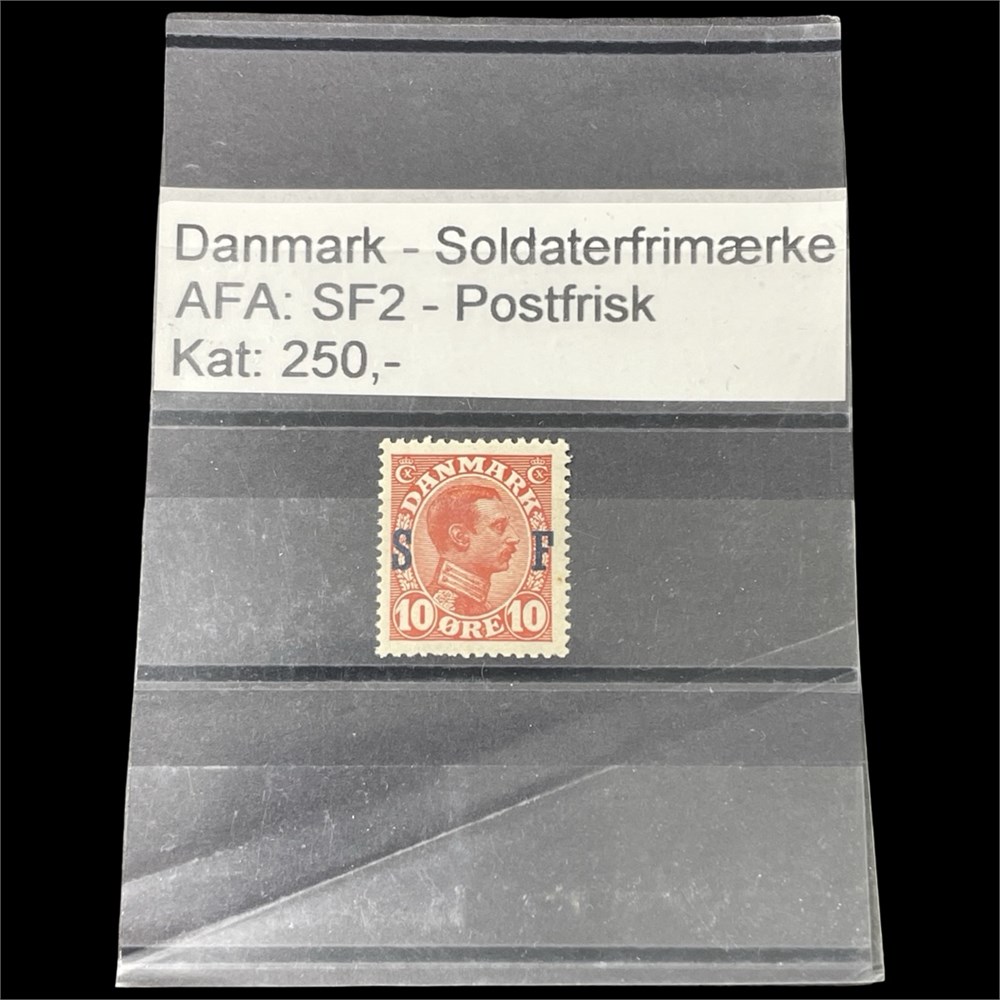 Danmark - Soldaterfrimærke
AFA: SF2 - Postfrisk
Kat: 250,-
DANMARK
S F
10 ØRE 10